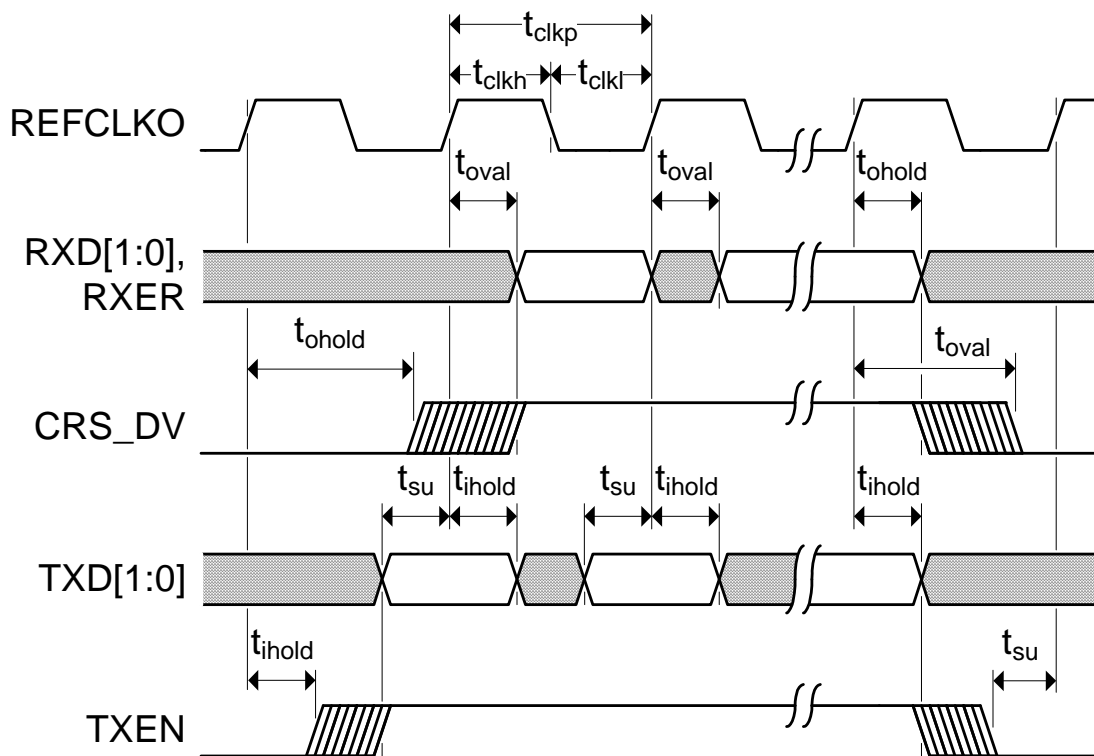 tclkp
tclkh
tclkl
REFCLKO
toval
toval
tohold
RXD[1:0],
RXER
tohold
toval
CRS_DV
tsu
tihold
tsu
tihold
tihold
TXD[1:0]
tihold
tsu
TXEN